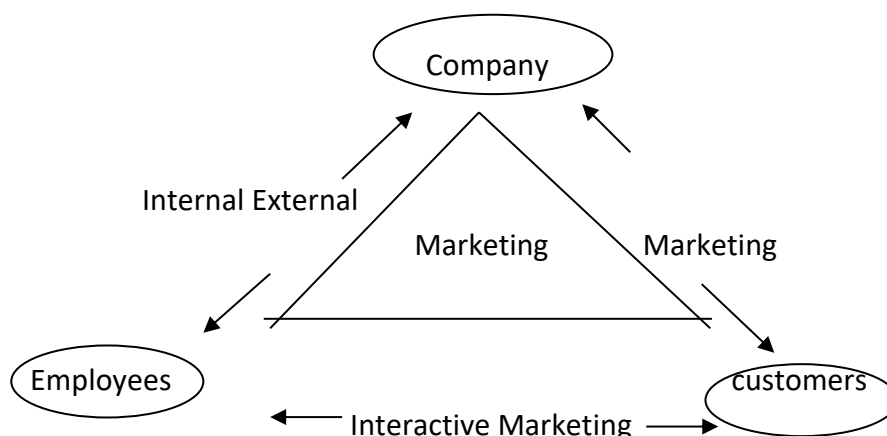 Company
Internal External
Marketing Marketing
Employees
customers
Interactive Marketing